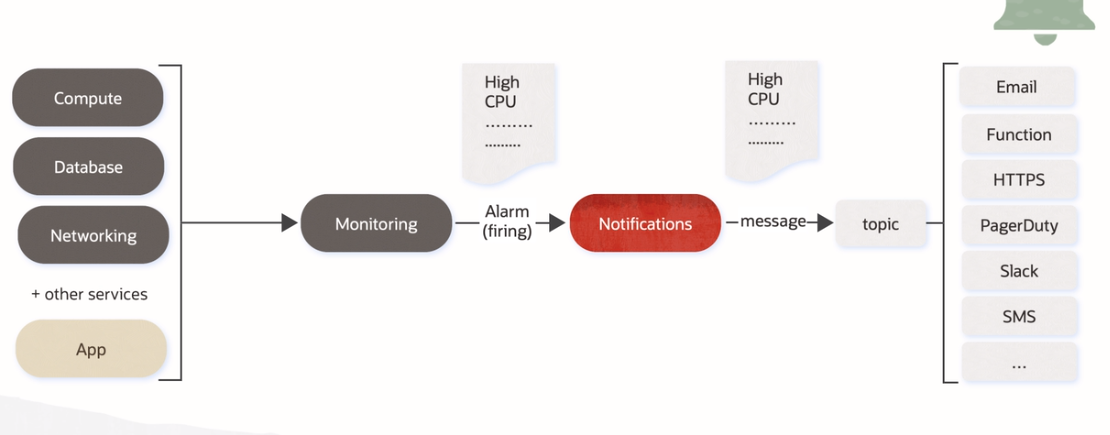 Compute
Database
Networking
+ other services
App
Monitoring
High
CPU
.........
.........
Alarm
(firing)
Notifications
High
CPU
.........
.........
message
topic
Email
Function
HTTPS
PagerDuty
Slack
SMS
...